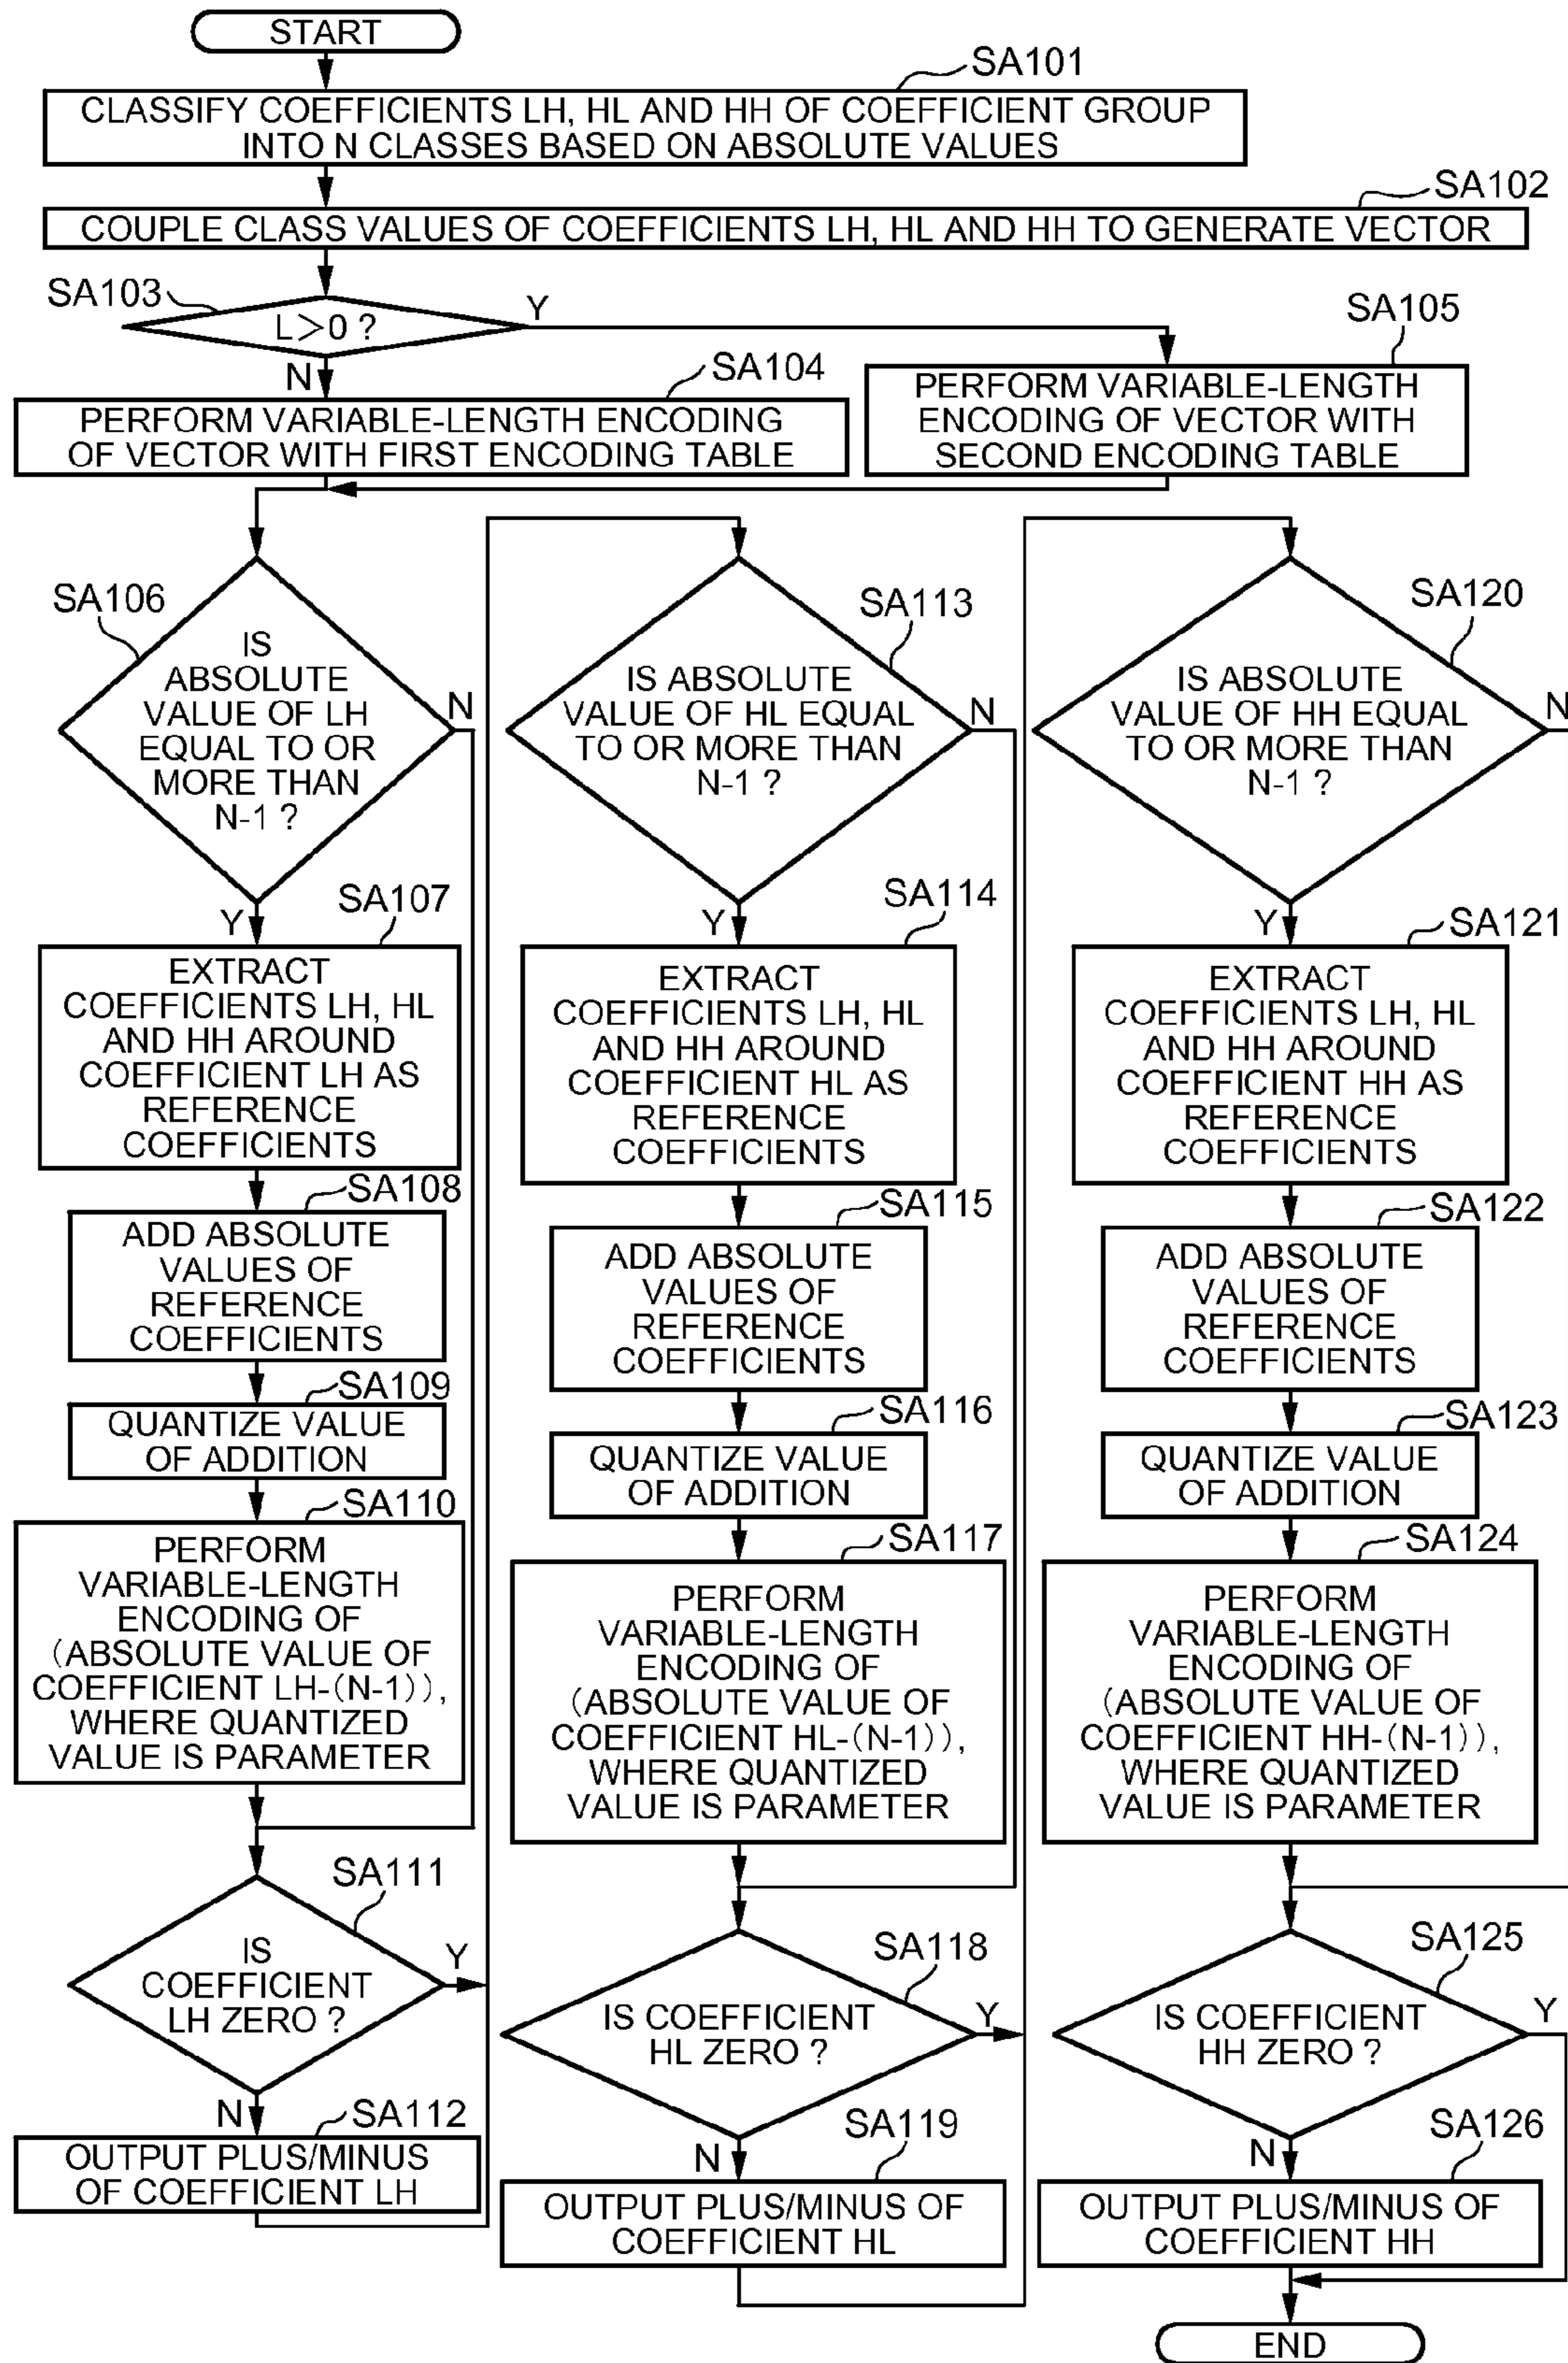 START
SA101
CLASSIFY COEFFICIENTS LH, HL AND HH OF COEFFICIENT GROUP
INTO N CLASSES BASED ON ABSOLUTE VALUES
SA102
COUPLE CLASS VALUES OF COEFFICIENTS LH, HL AND HH TO GENERATE VECTOR
SA103
L>0 ?
Y
N
SA104
PERFORM VARIABLE-LENGTH ENCODING
OF VECTOR WITH FIRST ENCODING TABLE
SA105
PERFORM VARIABLE-LENGTH
ENCODING OF VECTOR WITH
SECOND ENCODING TABLE
SA106
IS
ABSOLUTE
VALUE OF LH
EQUAL TO OR
MORE THAN
N-1 ?
N
Y
SA107
EXTRACT
COEFFICIENTS LH, HL
AND HH AROUND
COEFFICIENT LH AS
REFERENCE
COEFFICIENTS
SA108
ADD ABSOLUTE
VALUES OF
REFERENCE
COEFFICIENTS
SA109
QUANTIZE VALUE
OF ADDITION
SA110
PERFORM
VARIABLE-LENGTH
ENCODING OF
(ABSOLUTE VALUE OF
COEFFICIENT LH-(N-1)),
WHERE QUANTIZED
VALUE IS PARAMETER
SA111
IS
COEFFICIENT
LH ZERO ?
Y
N
SA112
OUTPUT PLUS/MINUS
OF COEFFICIENT LH
SA113
IS ABSOLUTE
VALUE OF HL EQUAL
TO OR MORE THAN
N-1 ?
N
Y
SA114
EXTRACT
COEFFICIENTS LH, HL
AND HH AROUND
COEFFICIENT HL AS
REFERENCE
COEFFICIENTS
SA115
ADD ABSOLUTE
VALUES OF
REFERENCE
COEFFICIENTS
SA116
QUANTIZE VALUE
OF ADDITION
SA117
PERFORM
VARIABLE-LENGTH
ENCODING OF
(ABSOLUTE VALUE OF
COEFFICIENT HL-(N-1)),
WHERE QUANTIZED
VALUE IS PARAMETER
SA118
IS COEFFICIENT
HL ZERO ?
Y
N
SA119
OUTPUT PLUS/MINUS OF
COEFFICIENT HL
SA120
IS ABSOLUTE
VALUE OF HH EQUAL
TO OR MORE THAN
N-1 ?
N
Y
SA121
EXTRACT
COEFFICIENTS LH, HL
AND HH AROUND
COEFFICIENT HH AS
REFERENCE
COEFFICIENTS
SA122
ADD ABSOLUTE
VALUES OF
REFERENCE
COEFFICIENTS
SA123
QUANTIZE VALUE
OF ADDITION
SA124
PERFORM
VARIABLE-LENGTH
ENCODING OF
(ABSOLUTE VALUE OF
COEFFICIENT HH-(N-1)),
WHERE QUANTIZED
VALUE IS PARAMETER
SA125
IS COEFFICIENT
HH ZERO ?
Y
N
SA126
OUTPUT PLUS/MINUS OF
COEFFICIENT HH
END